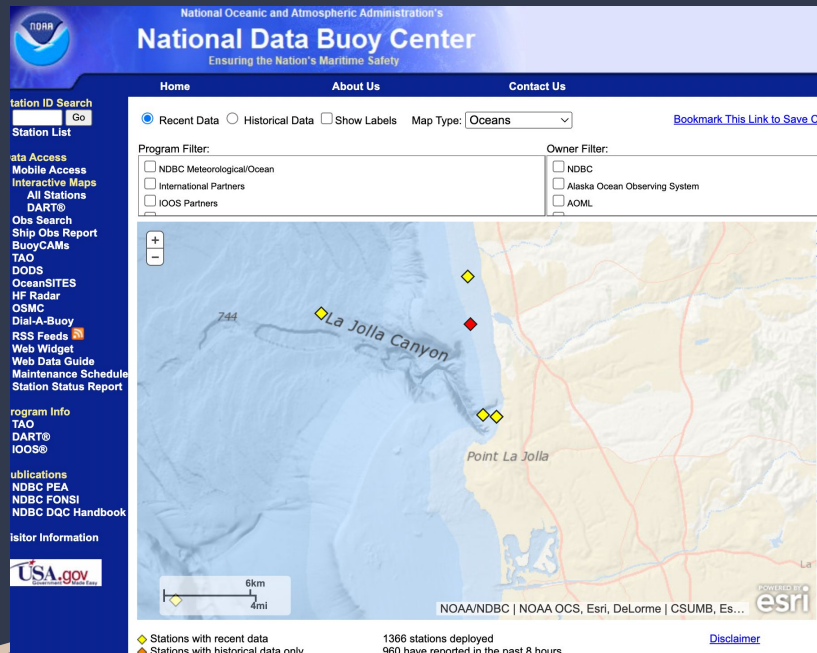 NOAA
National Oceanic and Atmospheric Administration's
National Data Buoy Center
Ensuring the Nation's Maritime Safety
Home About Us Contact Us
tation ID Search
Go
Station List
ata Access
Mobile Access
Interactive Maps
All Stations
DART®
Obs Search
Ship Obs Report
BuoyCAMs
TAO
DODS
OceanSITES
HF Radar
OSMC
Dial-A-Buoy
RSS Feeds
Web Widget
Web Data Guide
Maintenance Schedule
Station Status Report
rogram Info
TAO
DART®
IOOS®
ublications
NDBC PEA
NDBC FONSI
NDBC DQC Handbook
isitor Information
USA.gov
Government Made Easy
Recent Data Historical Data Show Labels Map Type: Oceans Bookmark This Link to Save C
Program Filter: Owner Filter:
NDBC Meteorological/Ocean NDBC
International Partners Alaska Ocean Observing System
IOOS Partners AOML
+
−
744
La Jolla Canyon
Point La Jolla
La
6km
4mi
NOAA/NDBC | NOAA OCS, Esri, DeLorme | CSUMB, Es...
POWERED BY
esri
Stations with recent data 1366 stations deployed Disclaimer
Stations with historical data only 960 have reported in the past 8 hours